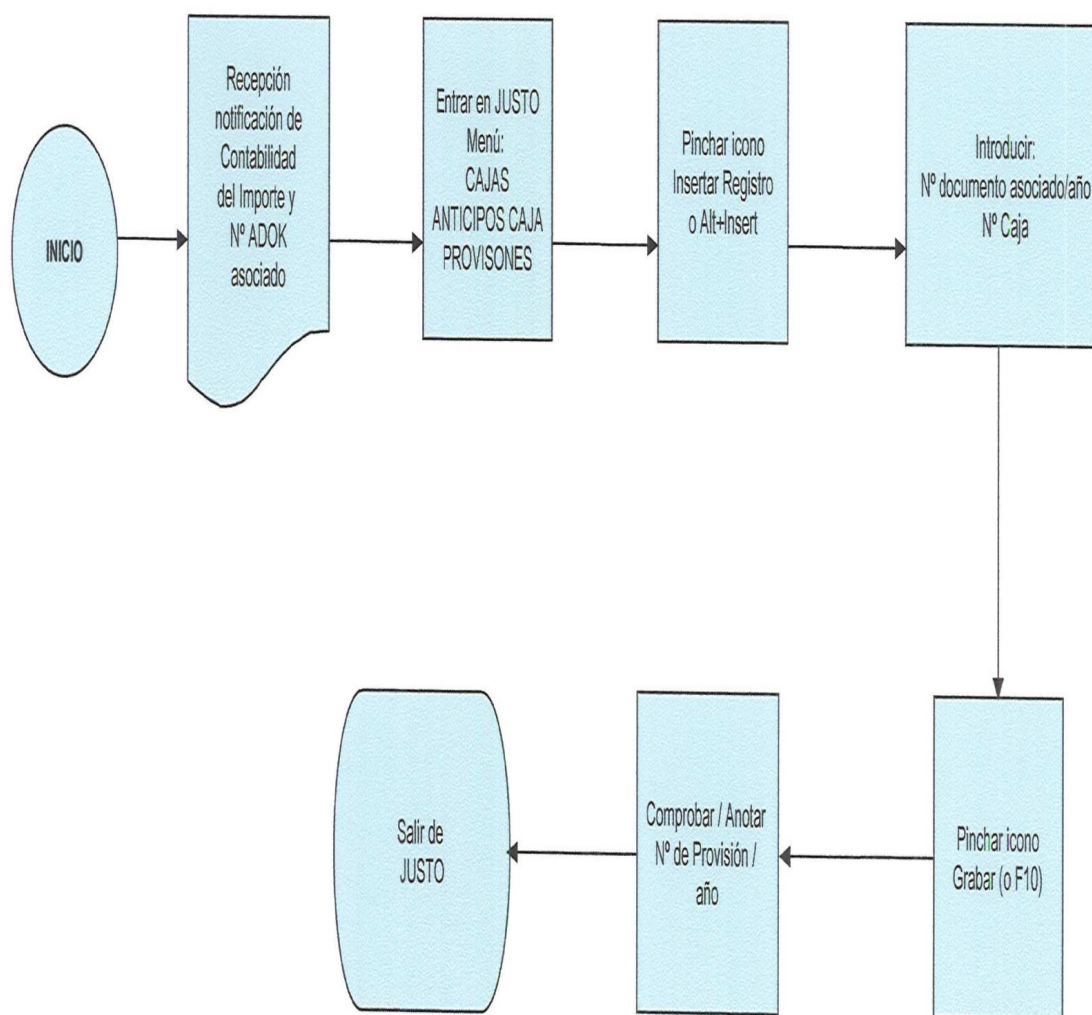 INICIO
Recepción
notificación de
Contabilidad
del Importe y
Nº ADOK
asociado
Entrar en JUSTO
Menú:
CAJAS
ANTICIPOS CAJA
PROVISONES
Pinchar icono
Insertar Registro
o Alt+Insert
Introducir:
Nº documento asociado/año
Nº Caja
Pinchar icono
Grabar (o F10)
Comprobar / Anotar
Nº de Provisión /
año
Salir de
JUSTO